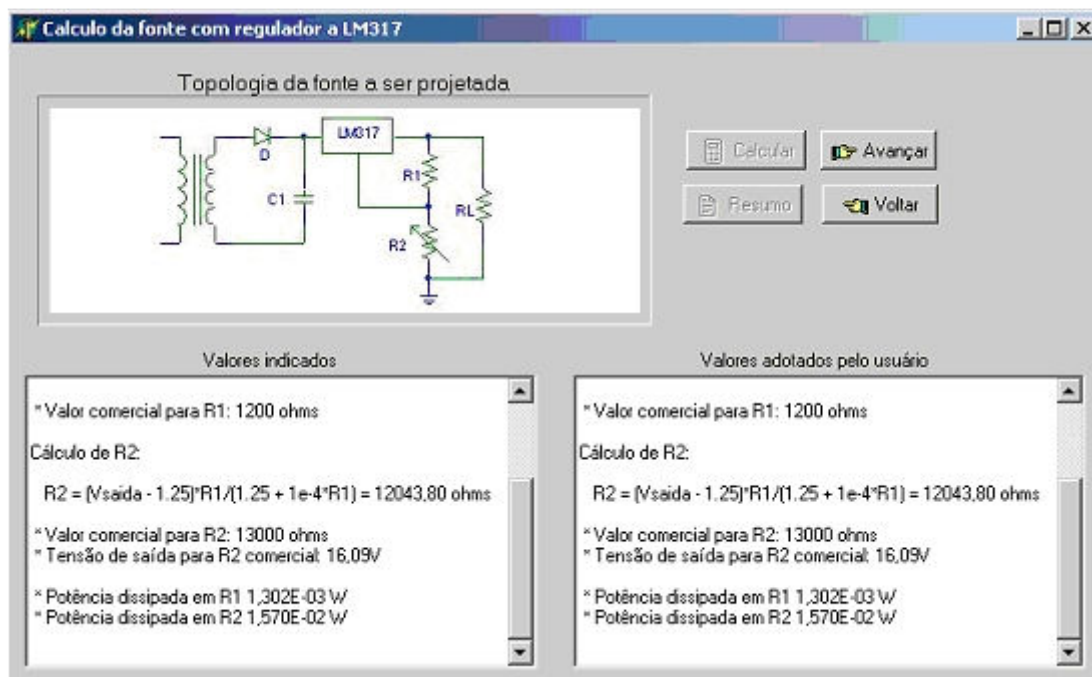 Calculo da fonte com regulador a LM317
Topologia da fonte a ser projetada
LM317
D
C1
R1
RL
R2
Calcular
Avançar
Resumo
Voltar
Valores indicados
* Valor comercial para R1: 1200 ohms
Cálculo de R2:
R2 = (Vsaida - 1.25)*R1/(1.25 + 1e-4*R1) = 12043,80 ohms
* Valor comercial para R2: 13000 ohms
* Tensão de saída para R2 comercial: 16,09V
* Potência dissipada em R1 1,302E-03 W
* Potência dissipada em R2 1,570E-02 W
Valores adotados pelo usuário
* Valor comercial para R1: 1200 ohms
Cálculo de R2:
R2 = (Vsaida - 1.25)*R1/(1.25 + 1e-4*R1) = 12043,80 ohms
* Valor comercial para R2: 13000 ohms
* Tensão de saída para R2 comercial: 16,09V
* Potência dissipada em R1 1,302E-03 W
* Potência dissipada em R2 1,570E-02 W